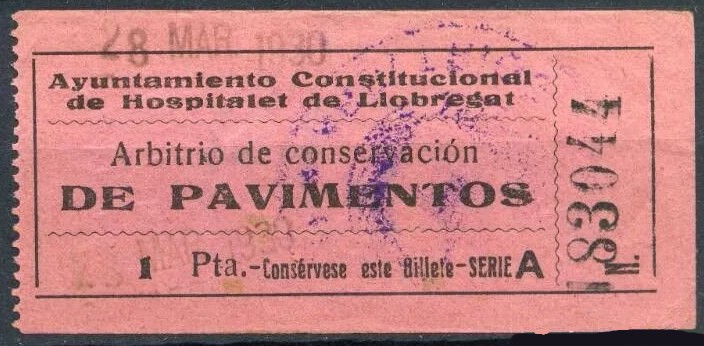 28 MAR 1930
Ayuntamiento Constitucional
de Hospitalet de Llobregat
Arbitrio de conservación
DE PAVIMENTOS
1 Pta.-Consérvese este Billete-SERIE A
N. 83044